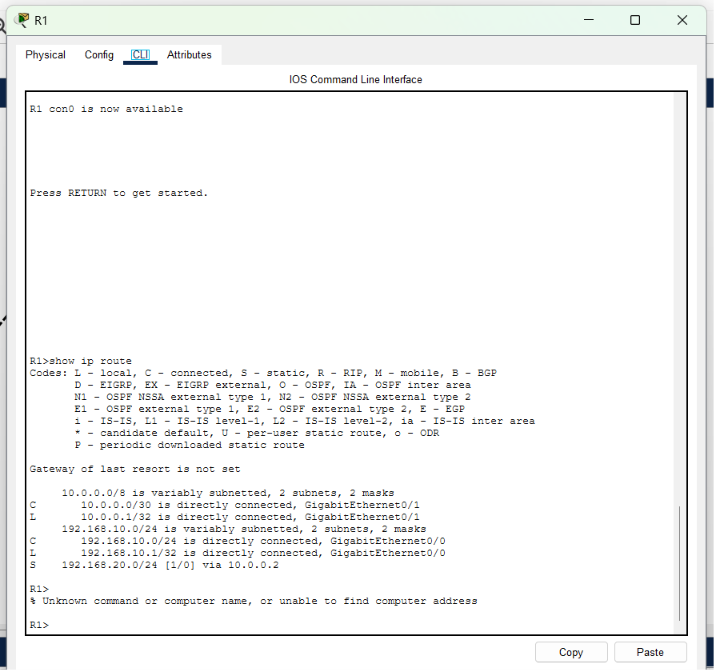 R1
Physical Config CLI Attributes
IOS Command Line Interface
R1 con0 is now available
Press RETURN to get started.
R1>show ip route
Codes: L - local, C - connected, S - static, R - RIP, M - mobile, B - BGP
D - EIGRP, EX - EIGRP external, O - OSPF, IA - OSPF inter area
N1 - OSPF NSSA external type 1, N2 - OSPF NSSA external type 2
E1 - OSPF external type 1, E2 - OSPF external type 2, E - EGP
i - IS-IS, L1 - IS-IS level-1, L2 - IS-IS level-2, ia - IS-IS inter area
* - candidate default, U - per-user static route, o - ODR
P - periodic downloaded static route
Gateway of last resort is not set
10.0.0.0/8 is variably subnetted, 2 subnets, 2 masks
C 10.0.0.0/30 is directly connected, GigabitEthernet0/1
L 10.0.0.1/32 is directly connected, GigabitEthernet0/1
192.168.10.0/24 is variably subnetted, 2 subnets, 2 masks
C 192.168.10.0/24 is directly connected, GigabitEthernet0/0
L 192.168.10.1/32 is directly connected, GigabitEthernet0/0
S 192.168.20.0/24 [1/0] via 10.0.0.2
R1>
% Unknown command or computer name, or unable to find computer address
R1>
Copy Paste